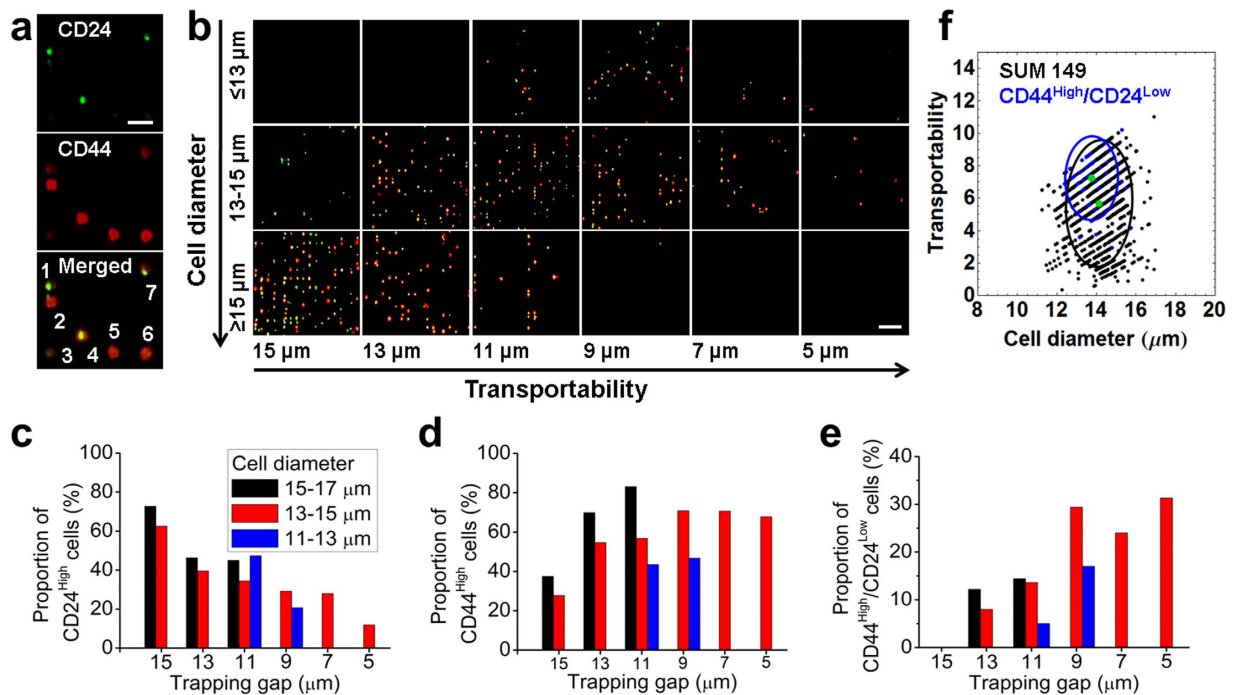 a
CD24
CD44
Merged
1
2
3
4
5
6
7
b
Cell diameter
≤13 μm
13-15 μm
≥15 μm
15 μm 13 μm 11 μm 9 μm 7 μm 5 μm
Transportability
f
SUM 149
CD44High/CD24Low
Transportability
14
12
10
8
6
4
2
0
8 10 12 14 16 18 20
Cell diameter (μm)
c
Proportion of
CD24High cells (%)
100
80
60
40
20
0
Cell diameter
15-17 μm
13-15 μm
11-13 μm
15 13 11 9 7 5
Trapping gap (μm)
d
Proportion of
CD44High cells (%)
100
80
60
40
20
0
15 13 11 9 7 5
Trapping gap (μm)
e
Proportion of
CD44High/CD24Low cells (%)
40
30
20
10
0
15 13 11 9 7 5
Trapping gap (μm)